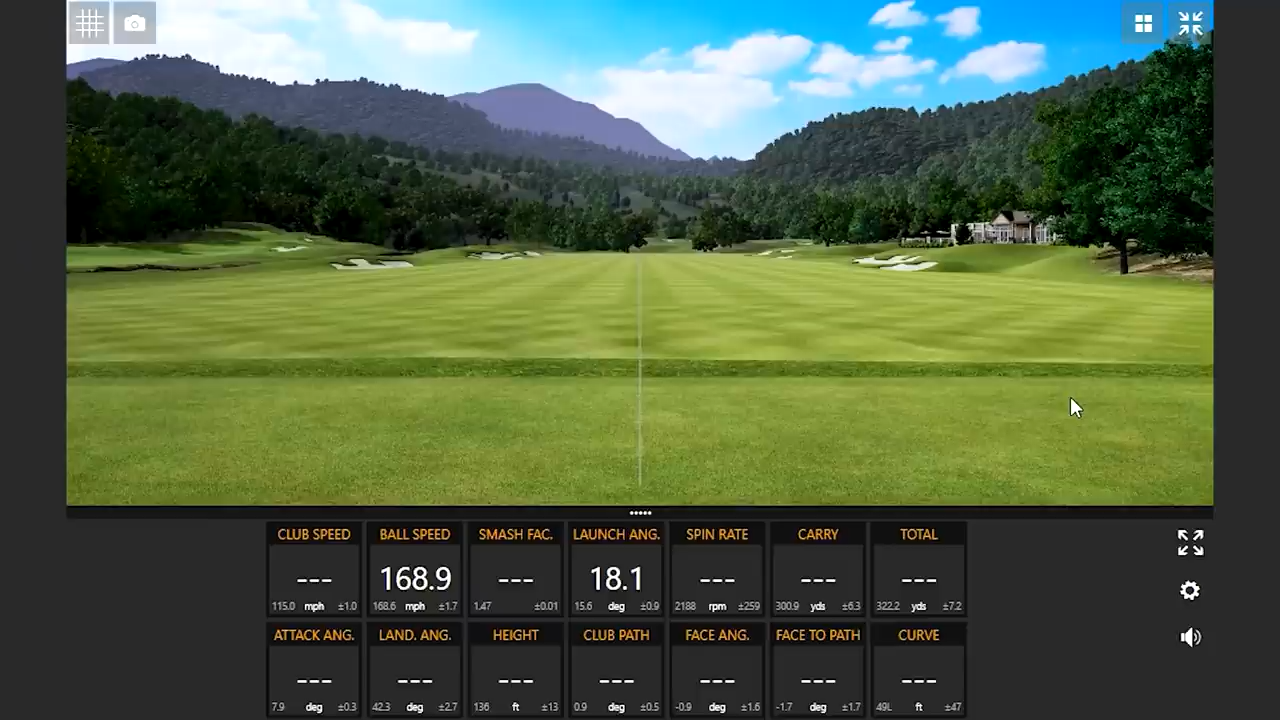 CLUB SPEED BALL SPEED SMASH FAC. LAUNCH ANG. SPIN RATE CARRY TOTAL
--- 168.9 --- 18.1 --- --- ---
115.0 mph ±1.0 168.6 mph ±1.7 1.47 ±0.01 15.6 deg ±0.9 2188 rpm ±259 300.9 yds ±6.3 322.2 yds ±7.2
ATTACK ANG. LAND. ANG. HEIGHT CLUB PATH FACE ANG. FACE TO PATH CURVE
--- --- --- --- --- --- ---
7.9 deg ±0.3 42.3 deg ±2.7 136 ft ±13 0.9 deg ±0.5 -0.9 deg ±1.6 -1.7 deg ±1.7 49L ft ±47